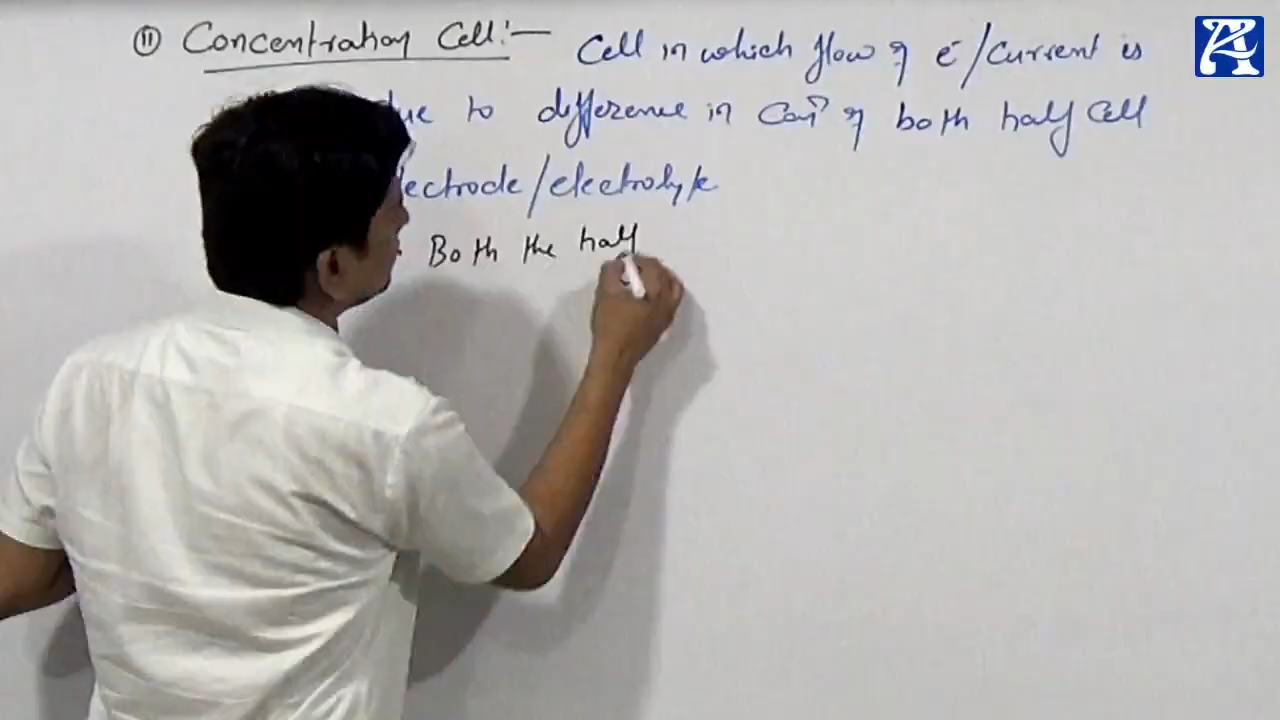 ⑪ Concentration Cell:— Cell in which flow of e⁻/Current is
due to difference in Conⁿ of both half Cell
electrode/electrolyte
Both the half